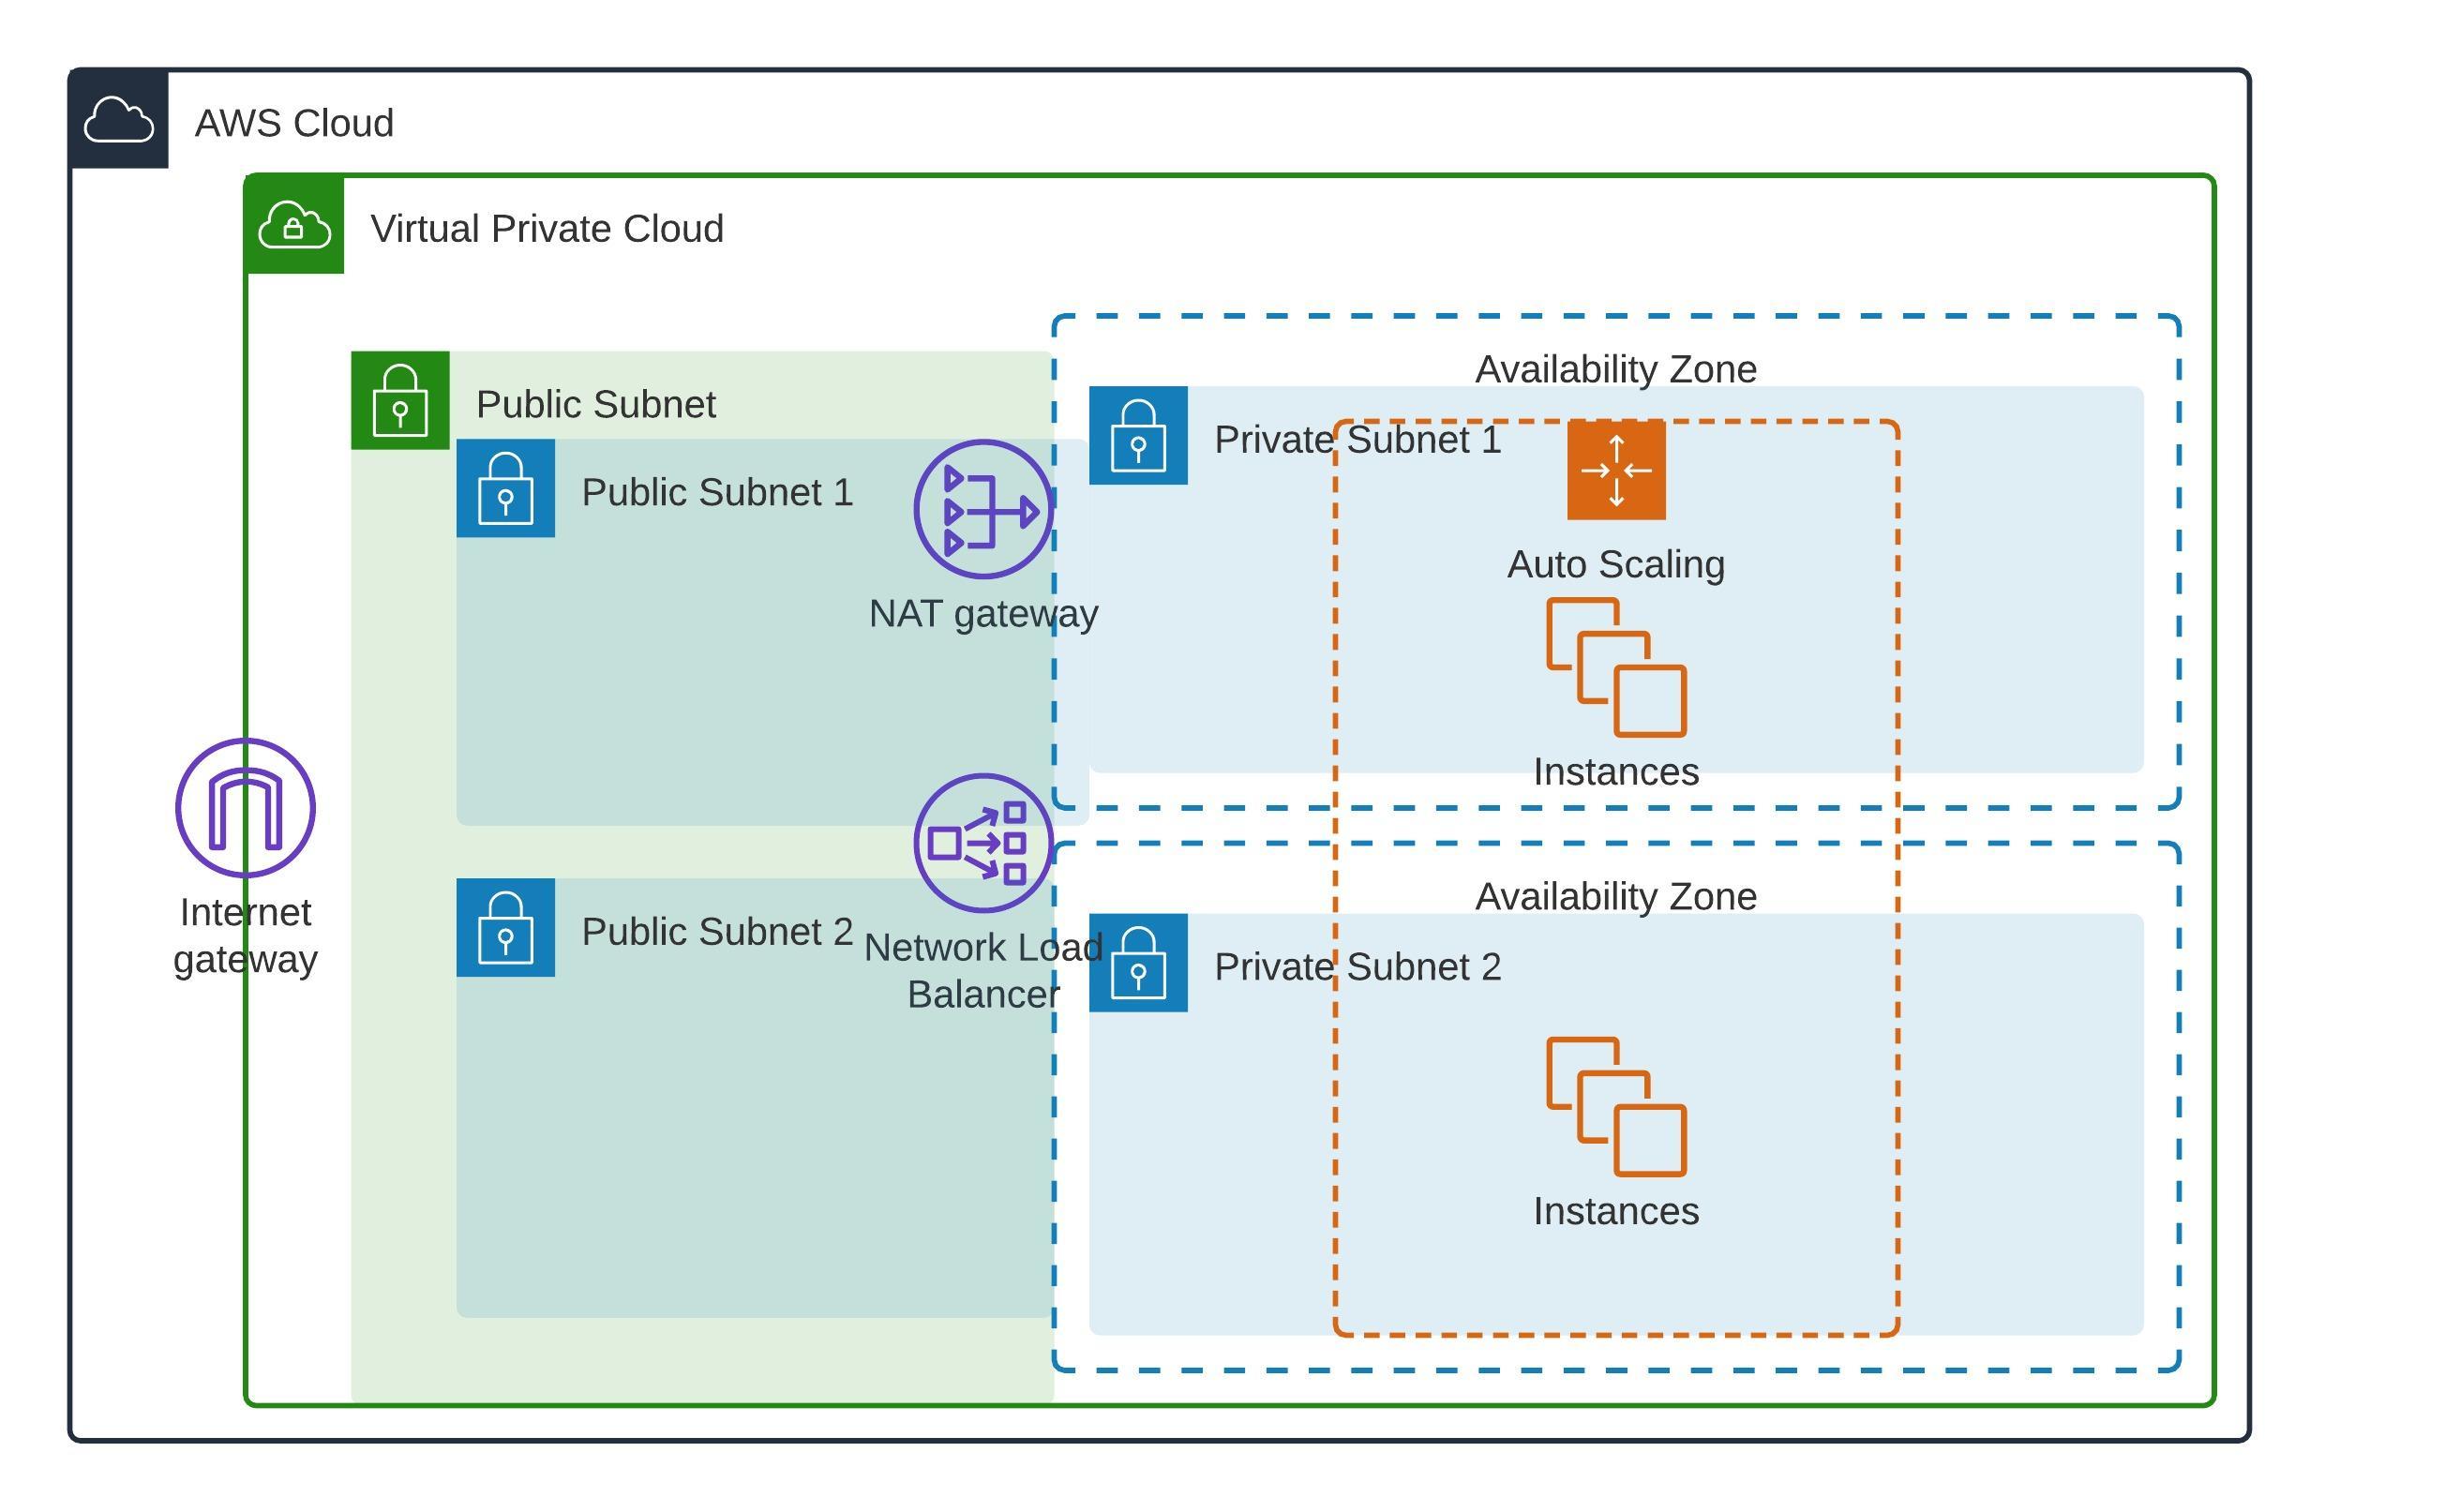 AWS Cloud
Virtual Private Cloud
Availability Zone
Public Subnet
Private Subnet 1
Public Subnet 1
Auto Scaling
NAT gateway
Instances
Internet
gateway
Availability Zone
Public Subnet 2
Network Load
Balancer
Private Subnet 2
Instances